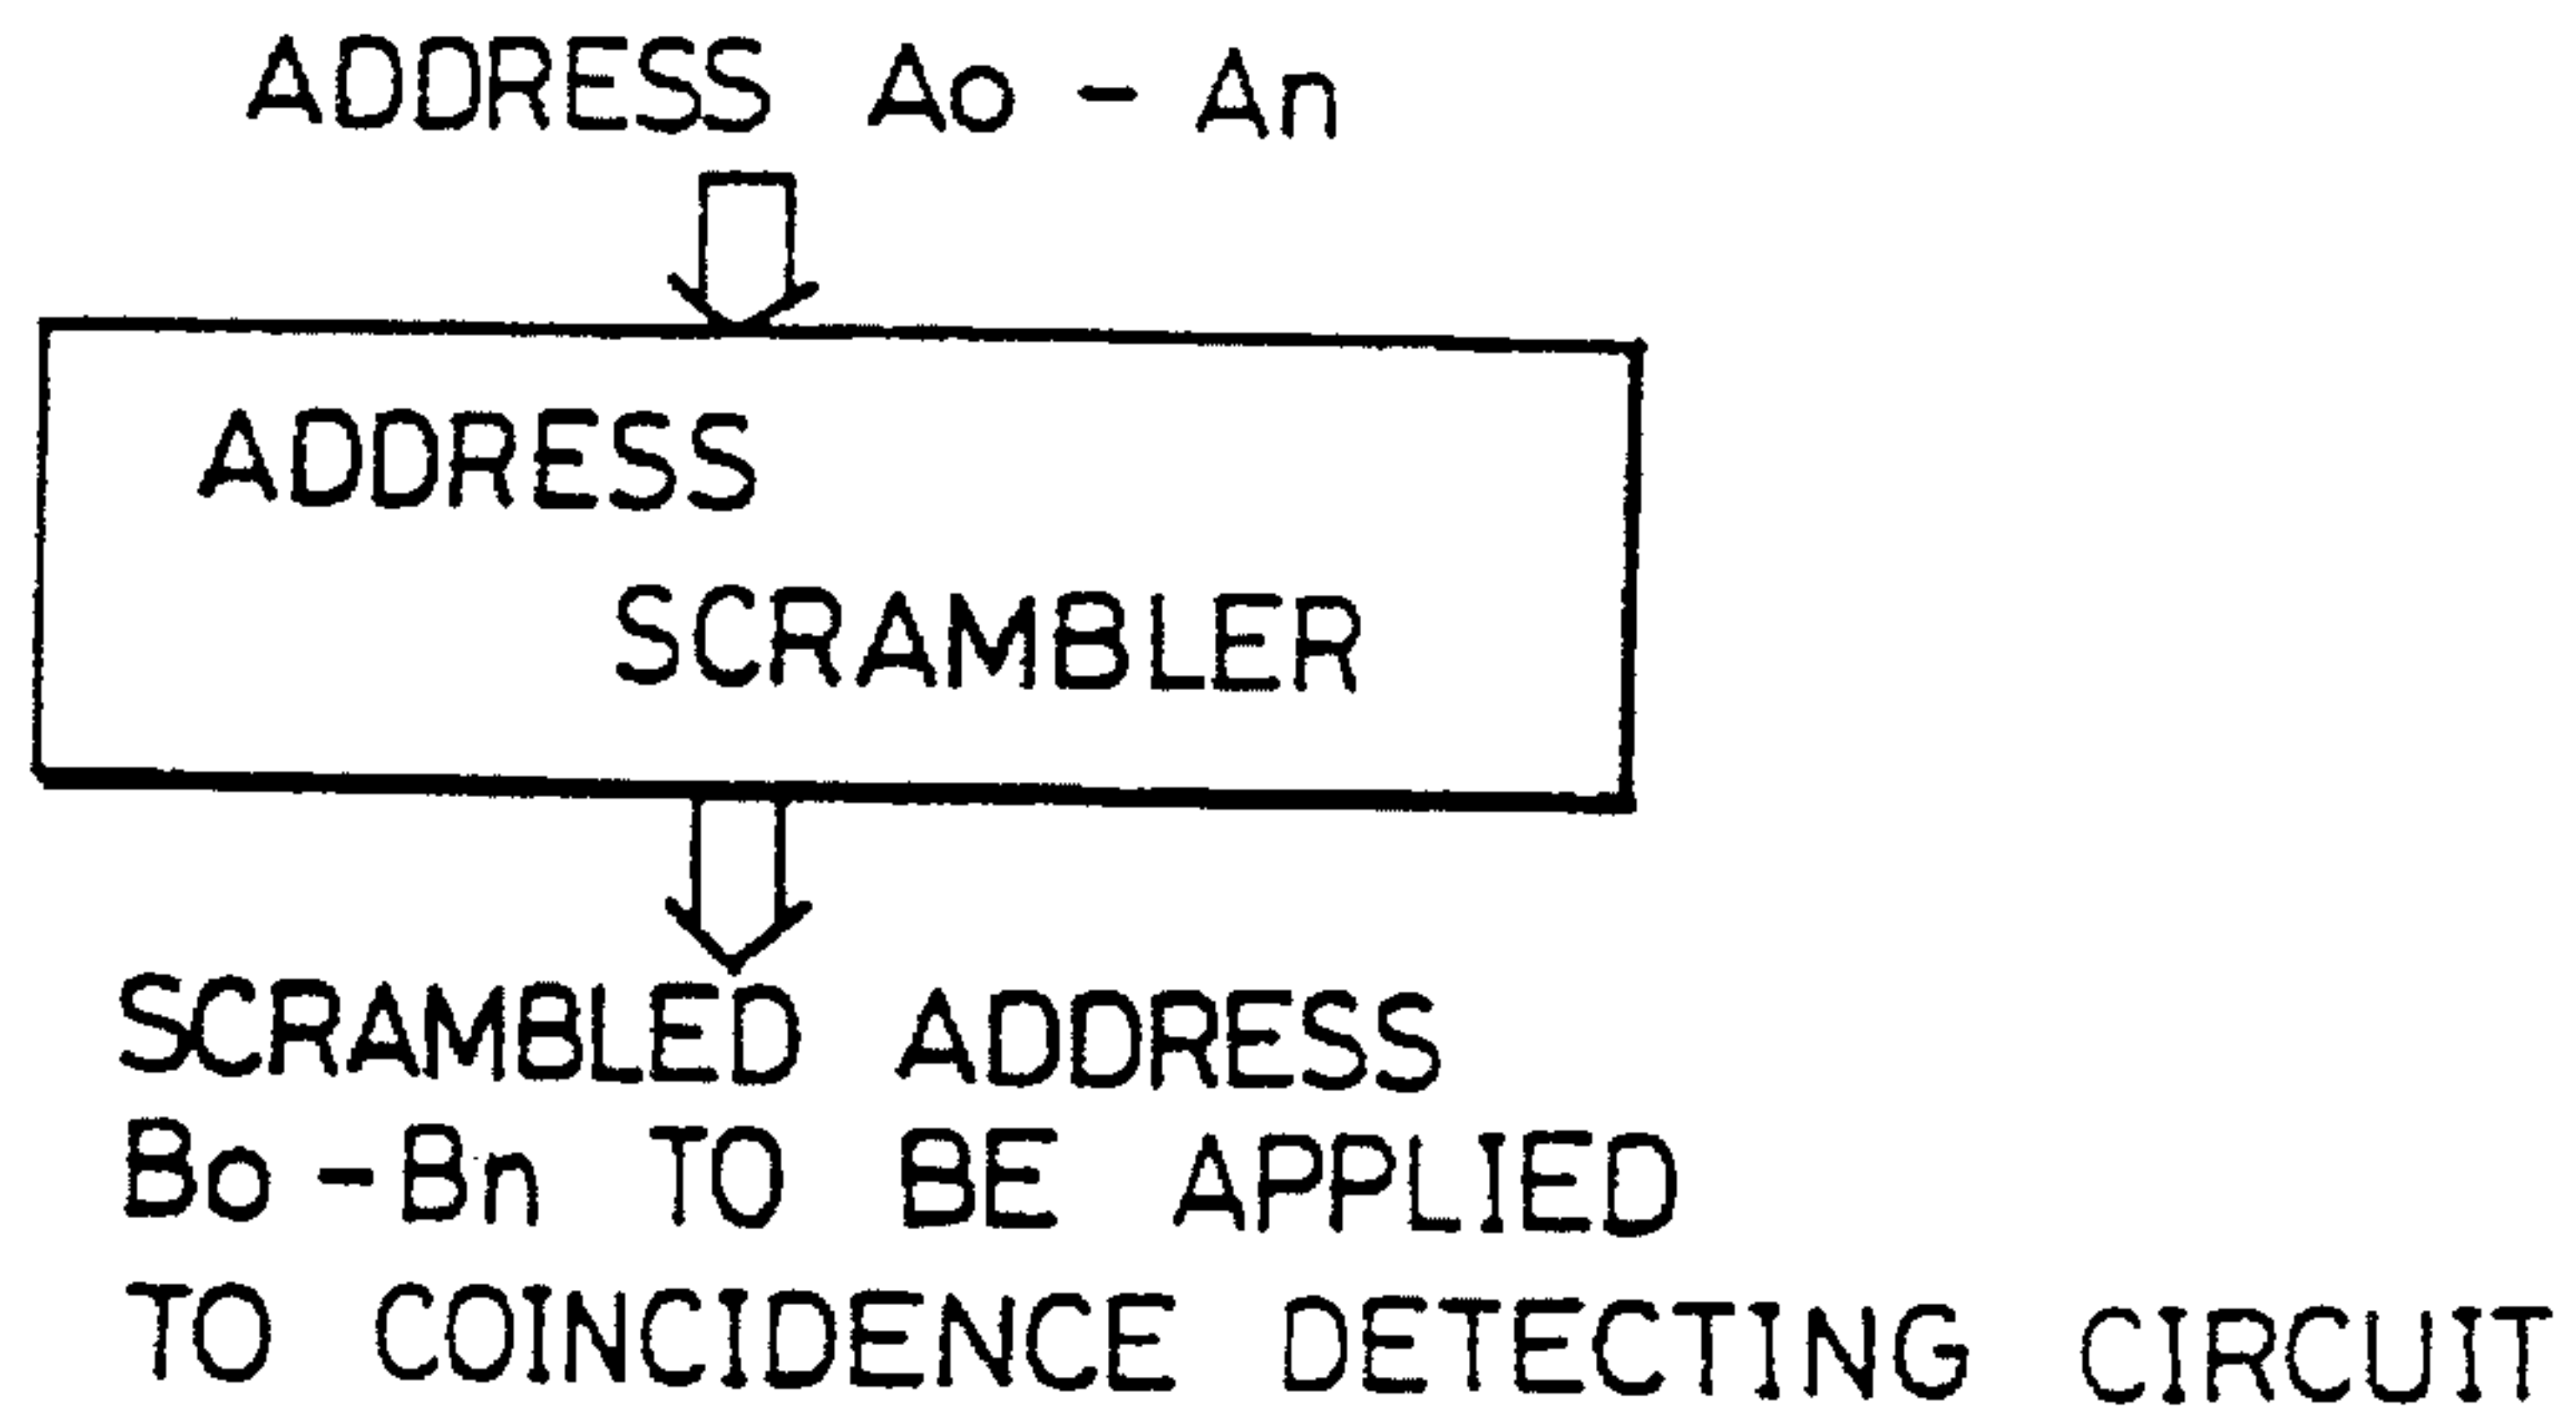 ADDRESS Ao - An
ADDRESS
SCRAMBLER
SCRAMBLED ADDRESS
Bo - Bn TO BE APPLIED
TO COINCIDENCE DETECTING CIRCUIT